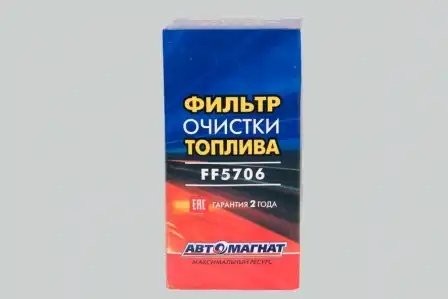 ФИЛЬТР
ОЧИСТКИ
ТОПЛИВА
FF5706
EAC ГАРАНТИЯ 2 ГОДА
АВТОМАГНАТ
МАКСИМАЛЬНЫЙ РЕСУРС